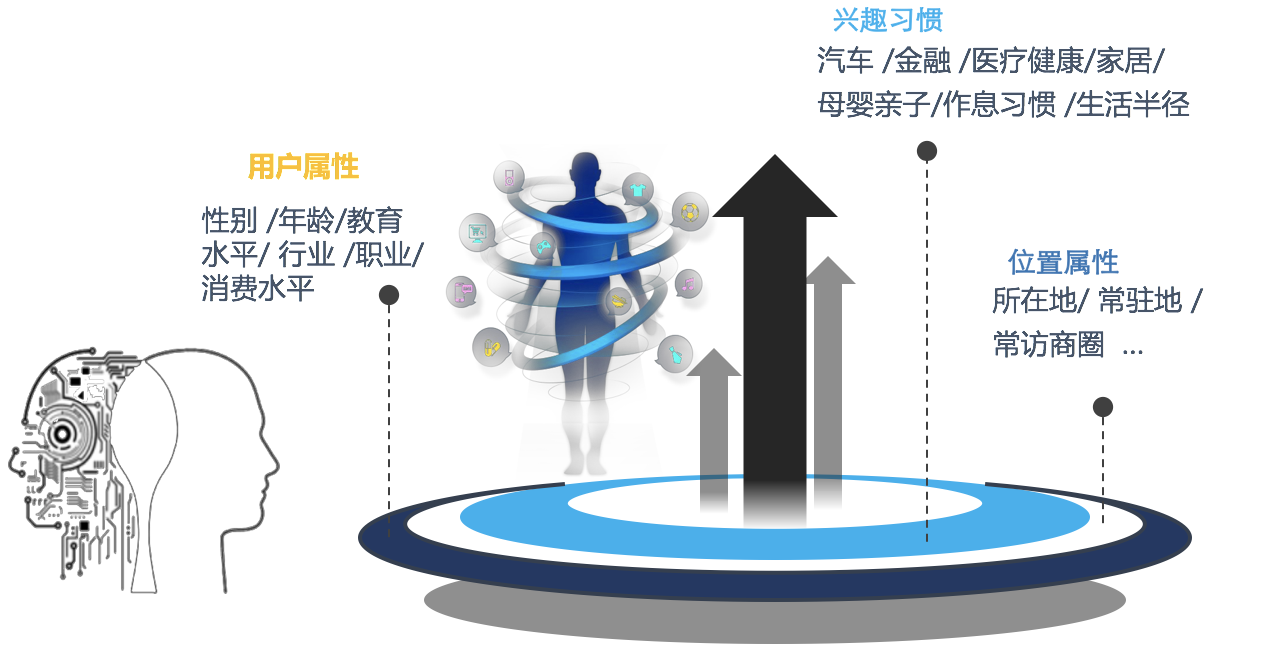 兴趣习惯
汽车 /金融 /医疗健康/家居/
母婴亲子/作息习惯 /生活半径
用户属性
性别 /年龄/教育
水平/ 行业 /职业/
消费水平
位置属性
所在地/ 常驻地 /
常访商圈 ...